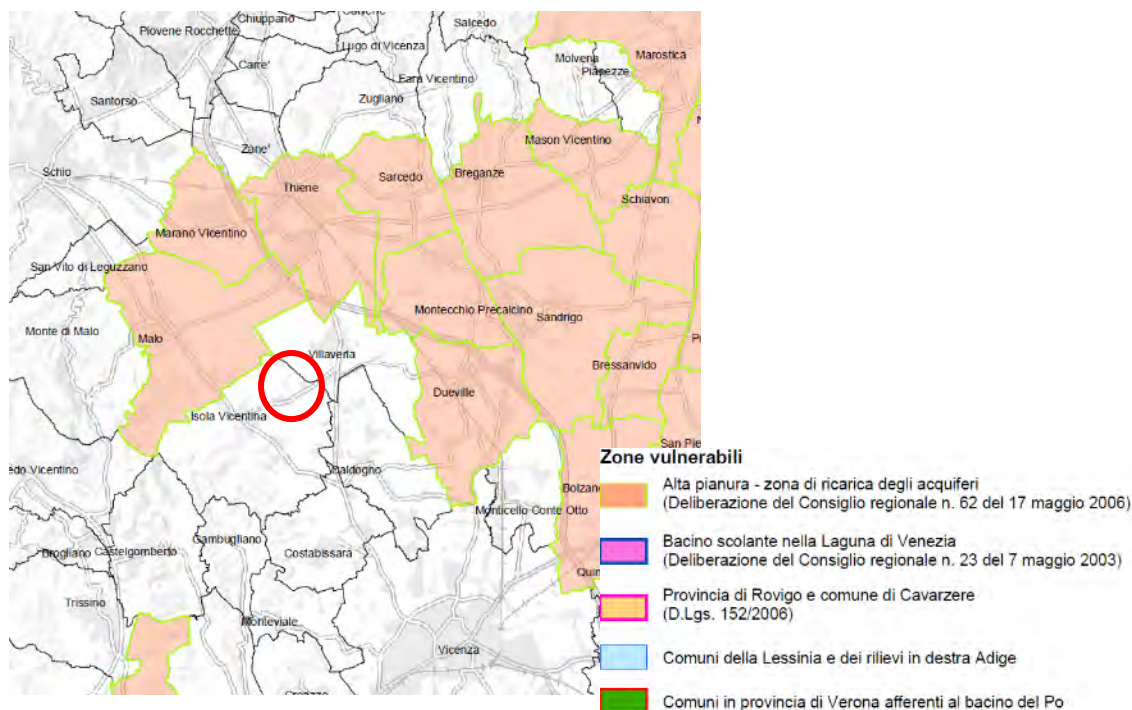 Chiuppano
Salcedo
Piovene Rocchette
Lugo di Vicenza
Molvena
Marostica
Carre'
Pianezze
Fara Vicentino
Santorso
Zugliano
Mason Vicentino
Zane'
Schio
Sarcedo
Breganze
Thiene
Schiavon
Marano Vicentino
San Vito di Leguzzano
Montecchio Precalcino
Sandrigo
Monte di Malo
Malo
Villaverla
Bressanvido
Dueville
Isola Vicentina
San Pie
Zone vulnerabili
Caldogno
edo Vicentino
Alta pianura - zona di ricarica degli acquiferi
(Deliberazione del Consiglio regionale n. 62 del 17 maggio 2006)
Bolzano
Monticello Conte Otto
Gambugliano
Bacino scolante nella Laguna di Venezia
(Deliberazione del Consiglio regionale n. 23 del 7 maggio 2003)
Brogliano
Castelgomberto
Costabissara
Quin
Provincia di Rovigo e comune di Cavarzere
(D.Lgs. 152/2006)
Trissino
Monteviale
Vicenza
Comuni della Lessinia e dei rilievi in destra Adige
Comuni in provincia di Verona afferenti al bacino del Po